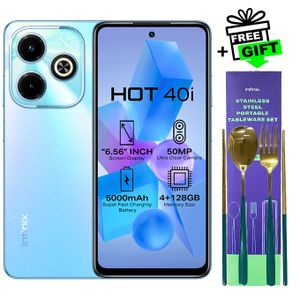 + FREE
GIFT
HOT 40i
"6.56" INCH
Screen Display
50MP
Ultra Clear Camera
5000mAh
Super Fast Charging
Battery
4+128GB
Memory Size
Infinix
Infinix
STAINLESS
STEEL
PORTABLE
TABLEWARE SET